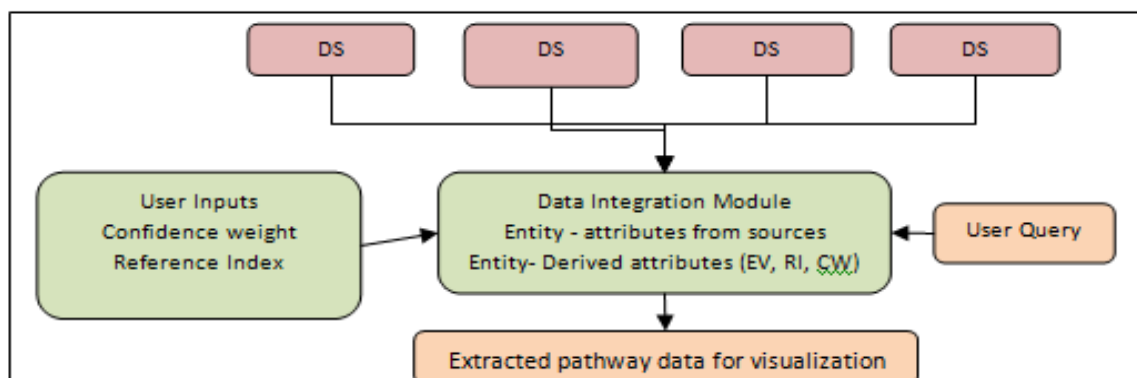 DS
DS
DS
DS
User Inputs
Confidence weight
Reference Index
Data Integration Module
Entity - attributes from sources
Entity- Derived attributes (EV, RI, CW)
User Query
Extracted pathway data for visualization